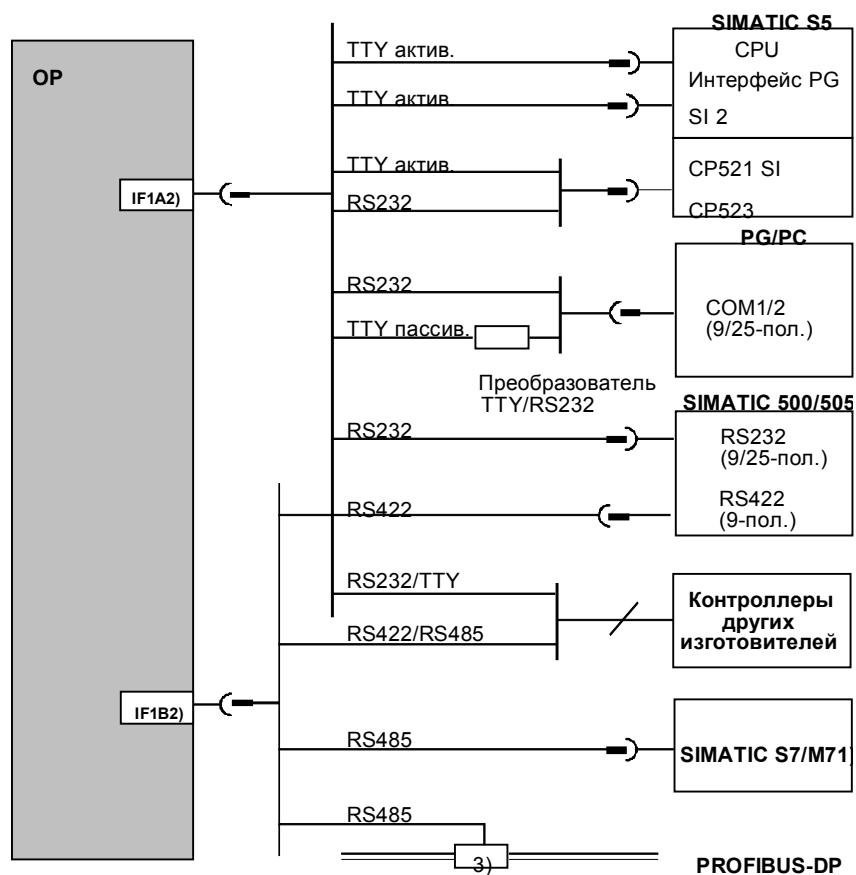 SIMATIC S5
TTY актив.
CPU
OP
Интерфейс PG
TTY актив.
SI 2
TTY актив.
CP521 SI
IF1A2)
RS232
CP523
PG/PC
RS232
COM1/2
(9/25-пол.)
TTY пассив.
Преобразователь
TTY/RS232
SIMATIC 500/505
RS232
RS232
(9/25-пол.)
RS422
RS422
(9-пол.)
RS232/TTY
Контроллеры
других
изготовителей
RS422/RS485
IF1B2)
RS485
SIMATIC S7/M71)
RS485
3)
PROFIBUS-DP